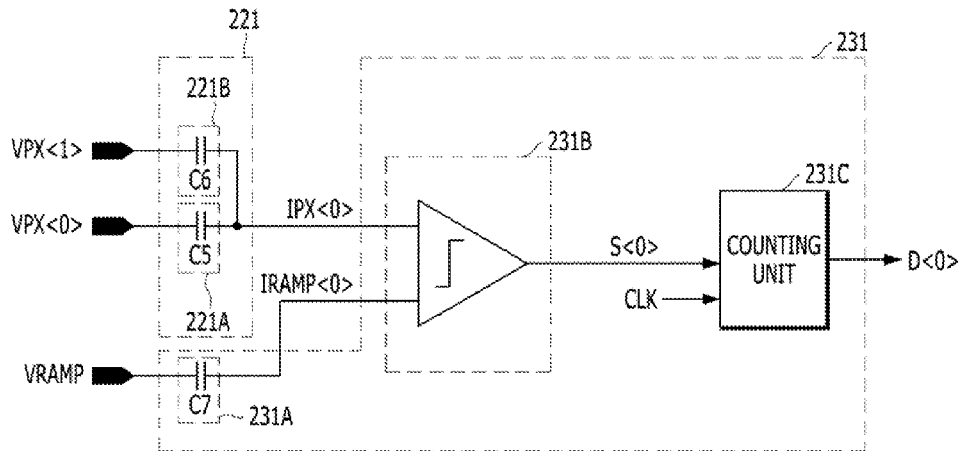 221
231
221B
231B
231C
VPX<1>
C6
VPX<0>
C5
IPX<0>
S<0>
COUNTING
UNIT
D<0>
CLK
221A
IRAMP<0>
VRAMP
C7
231A